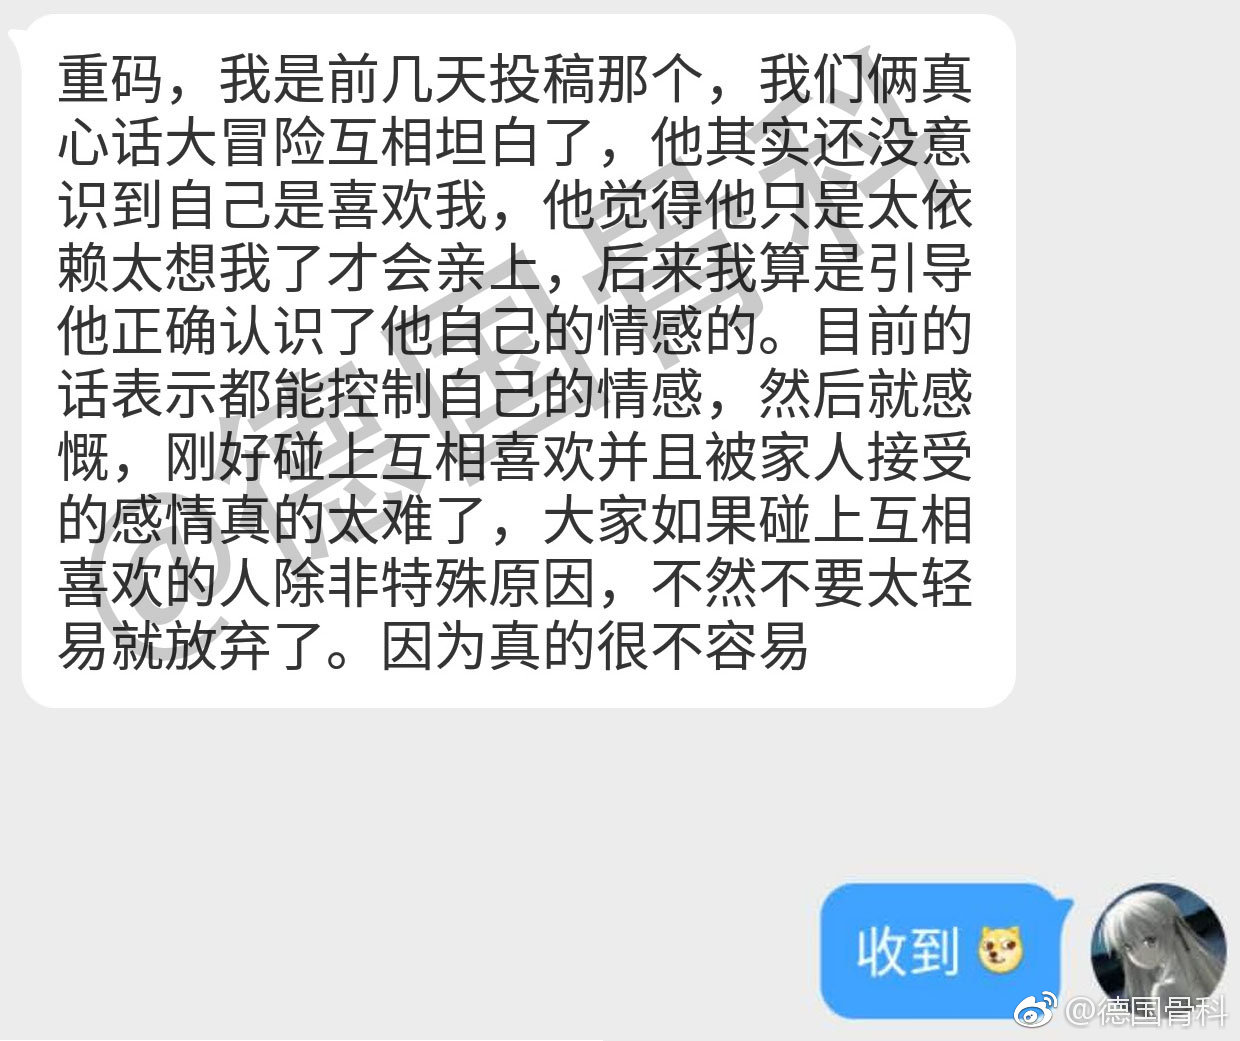 重码，我是前几天投稿那个，我们俩真
心话大冒险互相坦白了，他其实还没意
识到自己是喜欢我，他觉得他只是太依
赖太想我了才会亲上，后来我算是引导
他正确认识了他自己的情感的。目前的
话表示都能控制自己的情感，然后就感
慨，刚好碰上互相喜欢并且被家人接受
的感情真的太难了，大家如果碰上互相
喜欢的人除非特殊原因，不然不要太轻
易就放弃了。因为真的很不容易
@德国骨科
收到
@德国骨科